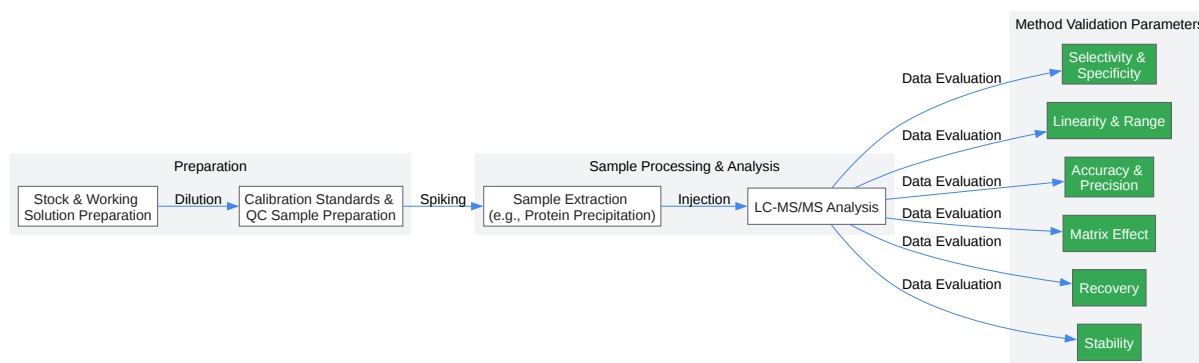 Method Validation Parameters
Selectivity &
Specificity
Data Evaluation
Linearity & Range
Data Evaluation
Preparation
Sample Processing & Analysis
Accuracy &
Precision
Data Evaluation
Stock & Working
Solution Preparation
Dilution
Calibration Standards &
QC Sample Preparation
Spiking
Sample Extraction
(e.g., Protein Precipitation)
Injection
LC-MS/MS Analysis
Data Evaluation
Matrix Effect
Data Evaluation
Recovery
Data Evaluation
Stability